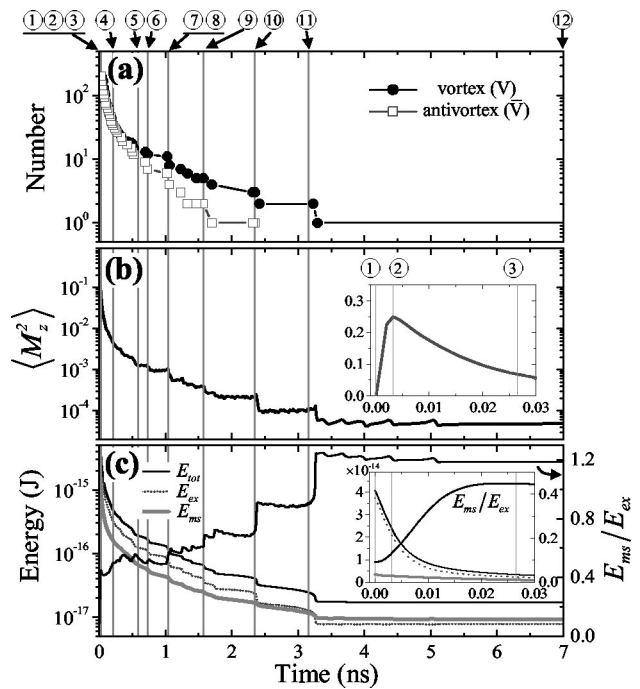 ① ② ③ ④ ⑤ ⑥ ⑦ ⑧ ⑨ ⑩ ⑪ ⑫
(a)
vortex (V)
antivortex (V̅)
Number
10²
10¹
10⁰
(b)
① ② ③
⟨M_z²⟩
10⁻¹
10⁻²
10⁻³
10⁻⁴
0.3
0.2
0.1
0.0
0.00 0.01 0.02 0.03
(c)
E_tot
E_ex
E_ms
Energy (J)
10⁻¹⁵
10⁻¹⁶
10⁻¹⁷
×10⁻¹⁴
6
4
2
0
E_ms/E_ex
0.4
0.2
0.0
0.00 0.01 0.02 0.03
1.2
0.8
0.4
0.0
E_ms/E_ex
0 1 2 3 4 5 6 7
Time (ns)